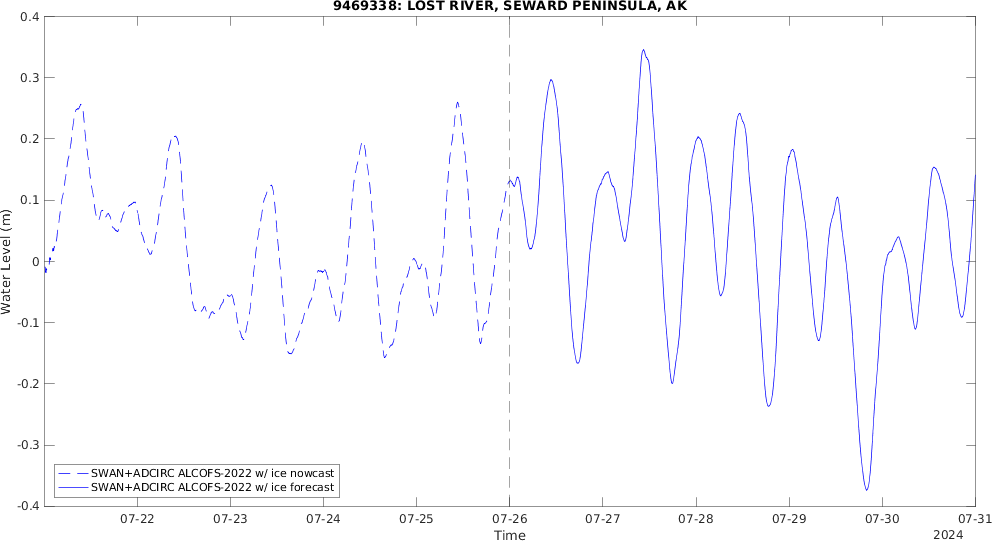 9469338: LOST RIVER, SEWARD PENINSULA, AK
0.4
0.3
0.2
0.1
0
-0.1
-0.2
-0.3
-0.4
Water Level (m)
SWAN+ADCIRC ALCOFS-2022 w/ ice nowcast
SWAN+ADCIRC ALCOFS-2022 w/ ice forecast
07-22 07-23 07-24 07-25 07-26 07-27 07-28 07-29 07-30 07-31
Time
2024